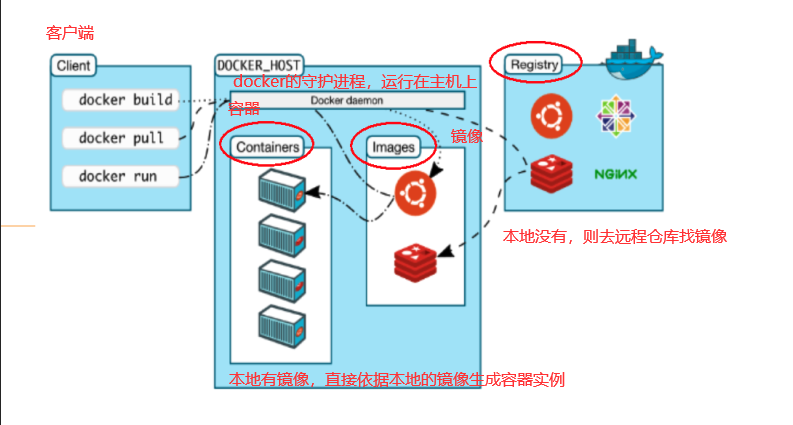 客户端
Client
docker build
docker pull
docker run
DOCKER_HOST
docker的守护进程，运行在主机上
Docker daemon
容器
Containers
Images
镜像
Registry
NGINX
本地没有，则去远程仓库找镜像
本地有镜像，直接依据本地的镜像生成容器实例